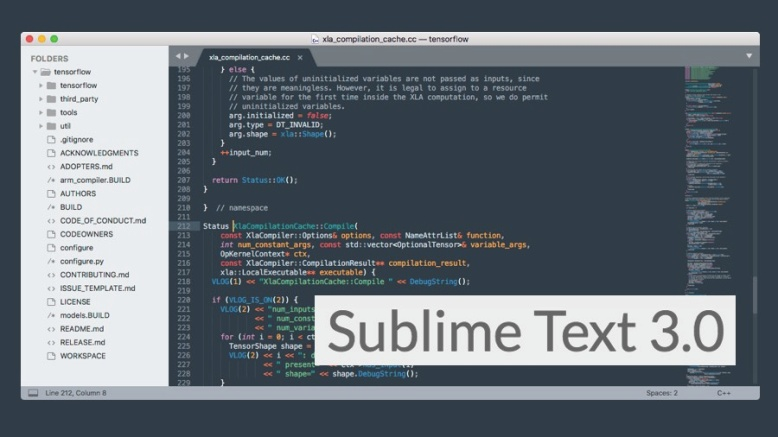 xla_compilation_cache.cc — tensorflow
FOLDERS
tensorflow
tensorflow
third_party
tools
util
.gitignore
ACKNOWLEDGMENTS
ADOPTERS.md
arm_compiler.BUILD
AUTHORS
BUILD
CODE_OF_CONDUCT.md
CODEOWNERS
configure
configure.py
CONTRIBUTING.md
ISSUE_TEMPLATE.md
LICENSE
models.BUILD
README.md
RELEASE.md
WORKSPACE
xla_compilation_cache.cc ×
195 } else {
196 // The values of uninitialized variables are not passed as inputs, since
197 // they are meaningless. However, it is legal to assign to a resource
198 // variable for the first time inside the XLA computation, so we do permit
199 // uninitialized variables.
200 arg.initialized = false;
201 arg.type = DT_INVALID;
202 arg.shape = xla::Shape();
203 }
204 ++input_num;
205 }
206
207 return Status::OK();
208 }
209
210 } // namespace
211
212 Status XlaCompilationCache::Compile(
213 const XlaCompiler::Options& options, const NameAttrList& function,
214 int num_constant_args, const std::vector<OptionalTensor>& variable_args,
215 OpKernelContext* ctx,
216 const XlaCompiler::CompilationResult** compilation_result,
217 xla::LocalExecutable** executable) {
218 VLOG(1) << "XlaCompilationCache::Compile " << DebugString();
219
220 if (VLOG_IS_ON(2)) {
221 VLOG(2) << "num_inputs
222 << " num_const
223 << " num_varia
224 for (int i = 0; i < ct
225 TensorShape shape =
226 VLOG(2) << i << ": d
227 << " present
228 << " shape=" << shape.DebugString();
229 }
Sublime Text 3.0
Line 212, Column 8
Spaces: 2
C++